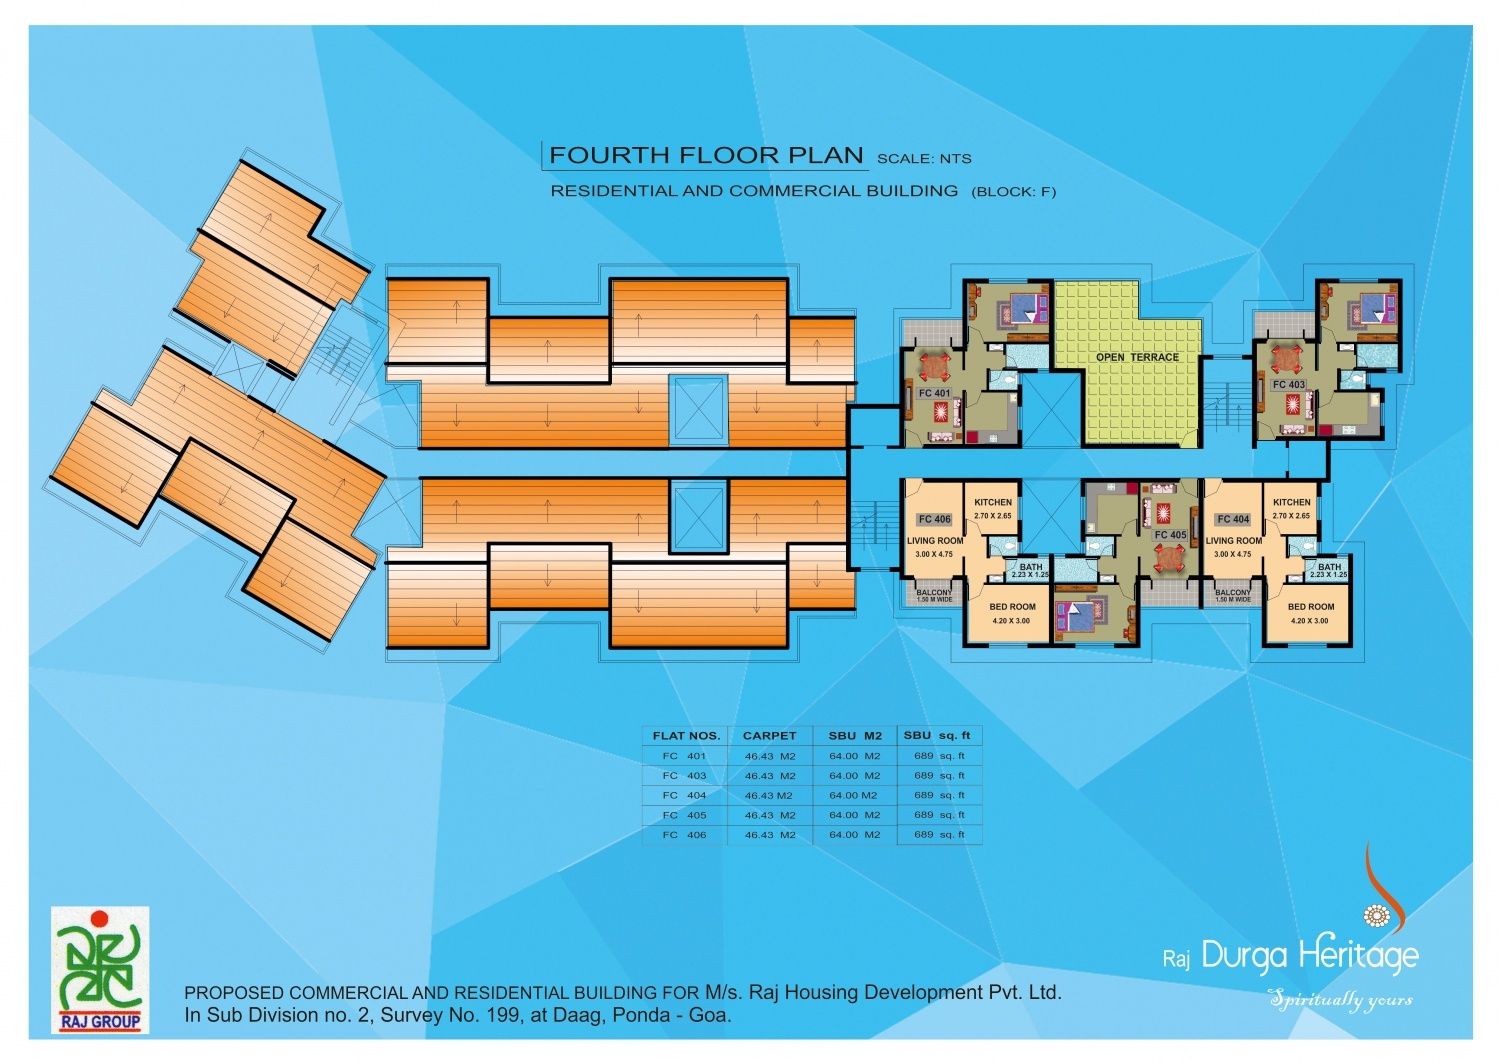 FOURTH FLOOR PLAN SCALE: NTS
RESIDENTIAL AND COMMERCIAL BUILDING (BLOCK: F)
OPEN TERRACE
FC 401
FC 403
FC 406
LIVING ROOM
3.00 X 4.75
KITCHEN
2.70 X 2.65
BATH
2.23 X 1.25
BALCONY
1.50 M WIDE
BED ROOM
4.20 X 3.00
FC 405
FC 404
LIVING ROOM
3.00 X 4.75
KITCHEN
2.70 X 2.65
BATH
2.23 X 1.25
BALCONY
1.50 M WIDE
BED ROOM
4.20 X 3.00
FLAT NOS. CARPET SBU M2 SBU sq. ft
FC 401 46.43 M2 64.00 M2 689 sq. ft
FC 403 46.43 M2 64.00 M2 689 sq. ft
FC 404 46.43 M2 64.00 M2 689 sq. ft
FC 405 46.43 M2 64.00 M2 689 sq. ft
FC 406 46.43 M2 64.00 M2 689 sq. ft
Raj Durga Heritage
Spiritually yours
RAJ GROUP
PROPOSED COMMERCIAL AND RESIDENTIAL BUILDING FOR M/s. Raj Housing Development Pvt. Ltd.
In Sub Division no. 2, Survey No. 199, at Daag, Ponda - Goa.